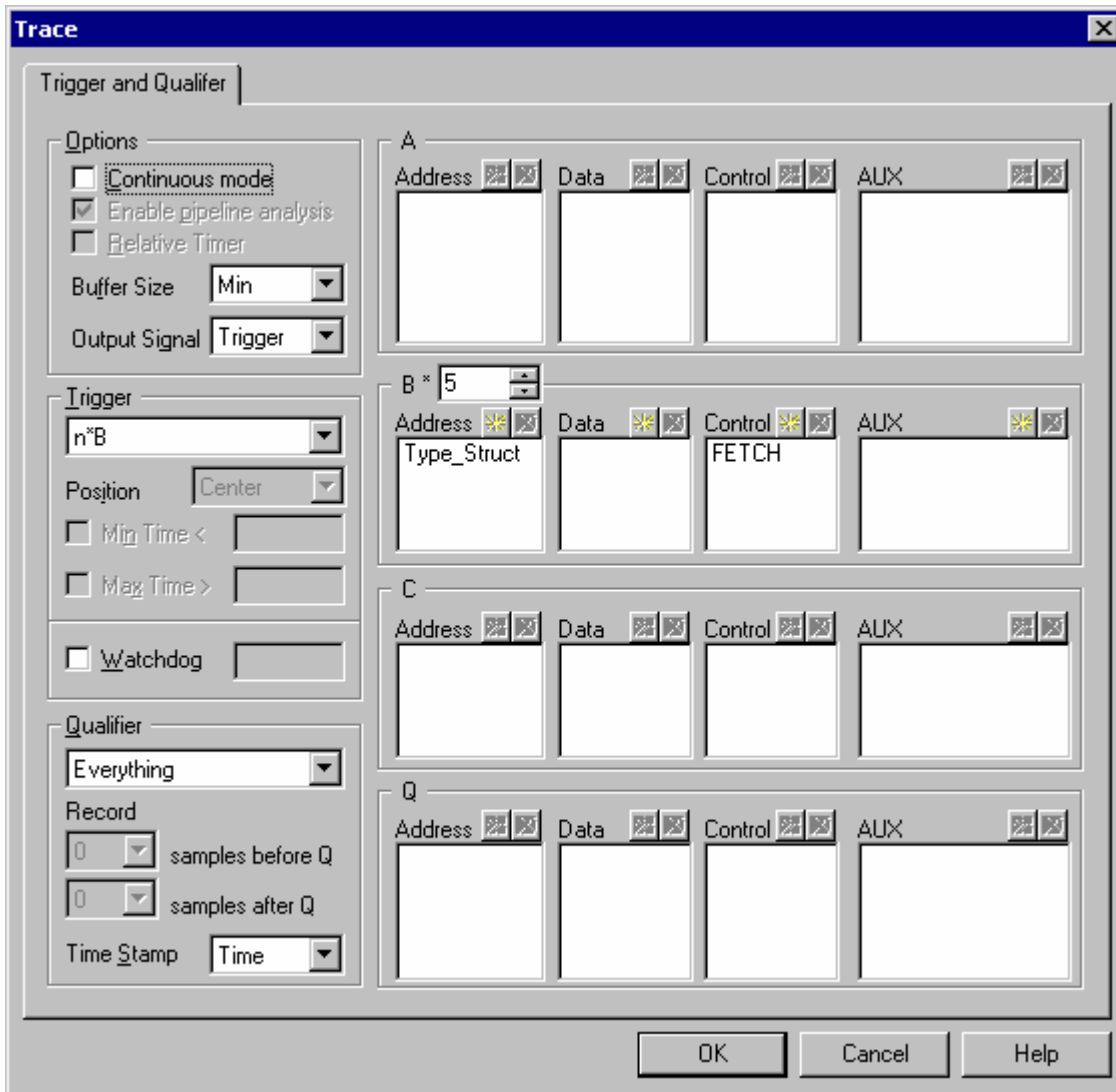 Trace
Trigger and Qualifer
Options
Continuous mode
Enable pipeline analysis
Relative Timer
Buffer Size Min
Output Signal Trigger
Trigger
n*B
Position Center
Min Time <
Max Time >
Watchdog
Qualifier
Everything
Record
0 samples before Q
0 samples after Q
Time Stamp Time
A
Address Data Control AUX
B * 5
Address Data Control AUX
Type_Struct FETCH
C
Address Data Control AUX
Q
Address Data Control AUX
OK Cancel Help